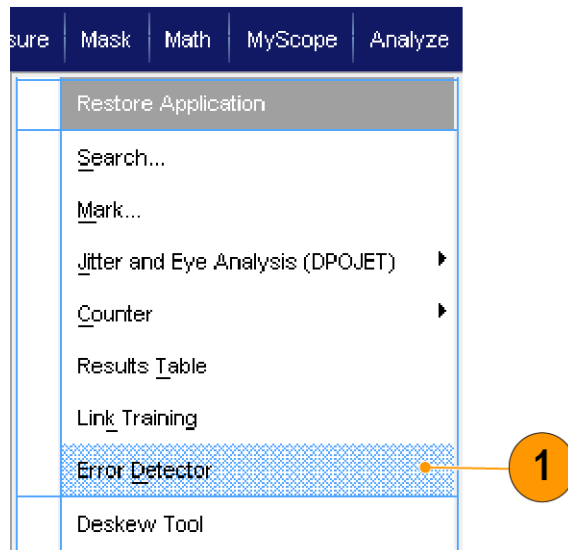 sure Mask Math MyScope Analyze
Restore Application
Search...
Mark...
Jitter and Eye Analysis (DPOJET)
Counter
Results Table
Link Training
Error Detector
1
Deskew Tool